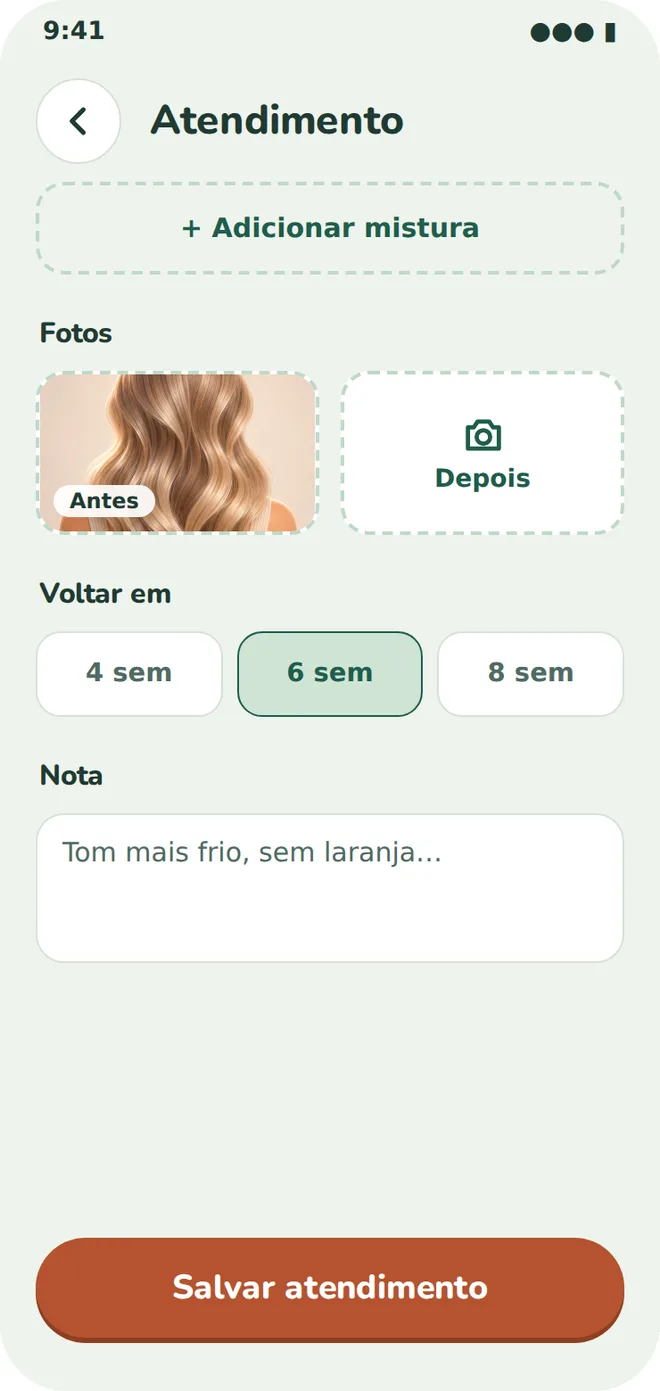 9:41
Atendimento
+ Adicionar mistura
Fotos
Antes
Depois
Voltar em
4 sem
6 sem
8 sem
Nota
Tom mais frio, sem laranja...
Salvar atendimento